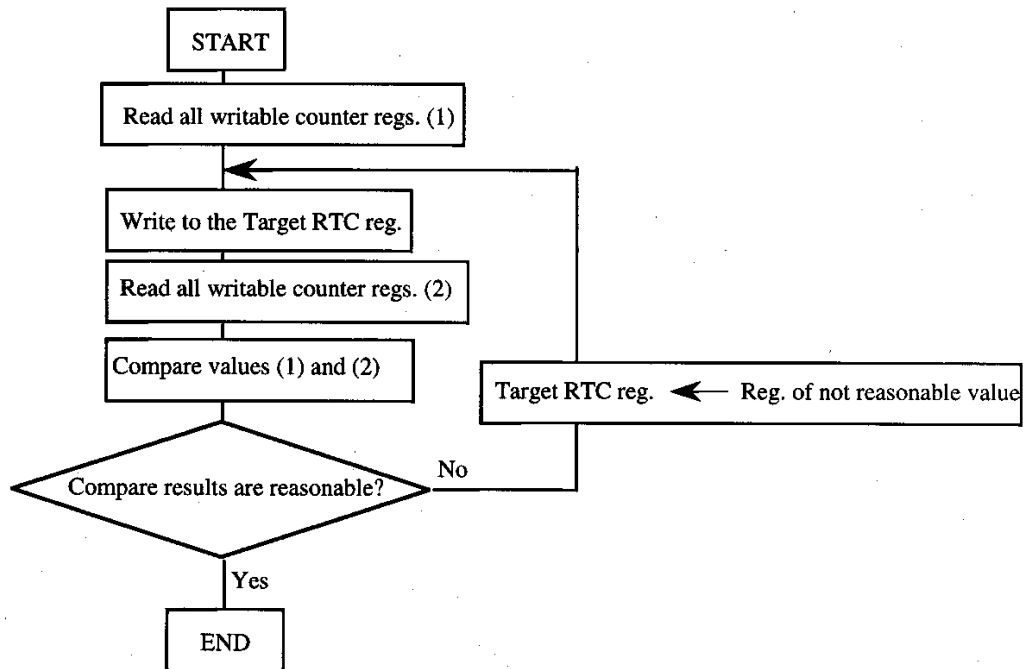 START
Read all writable counter regs. (1)
Write to the Target RTC reg.
Read all writable counter regs. (2)
Compare values (1) and (2)
Target RTC reg. ← Reg. of not reasonable value
Compare results are reasonable?
No
Yes
END